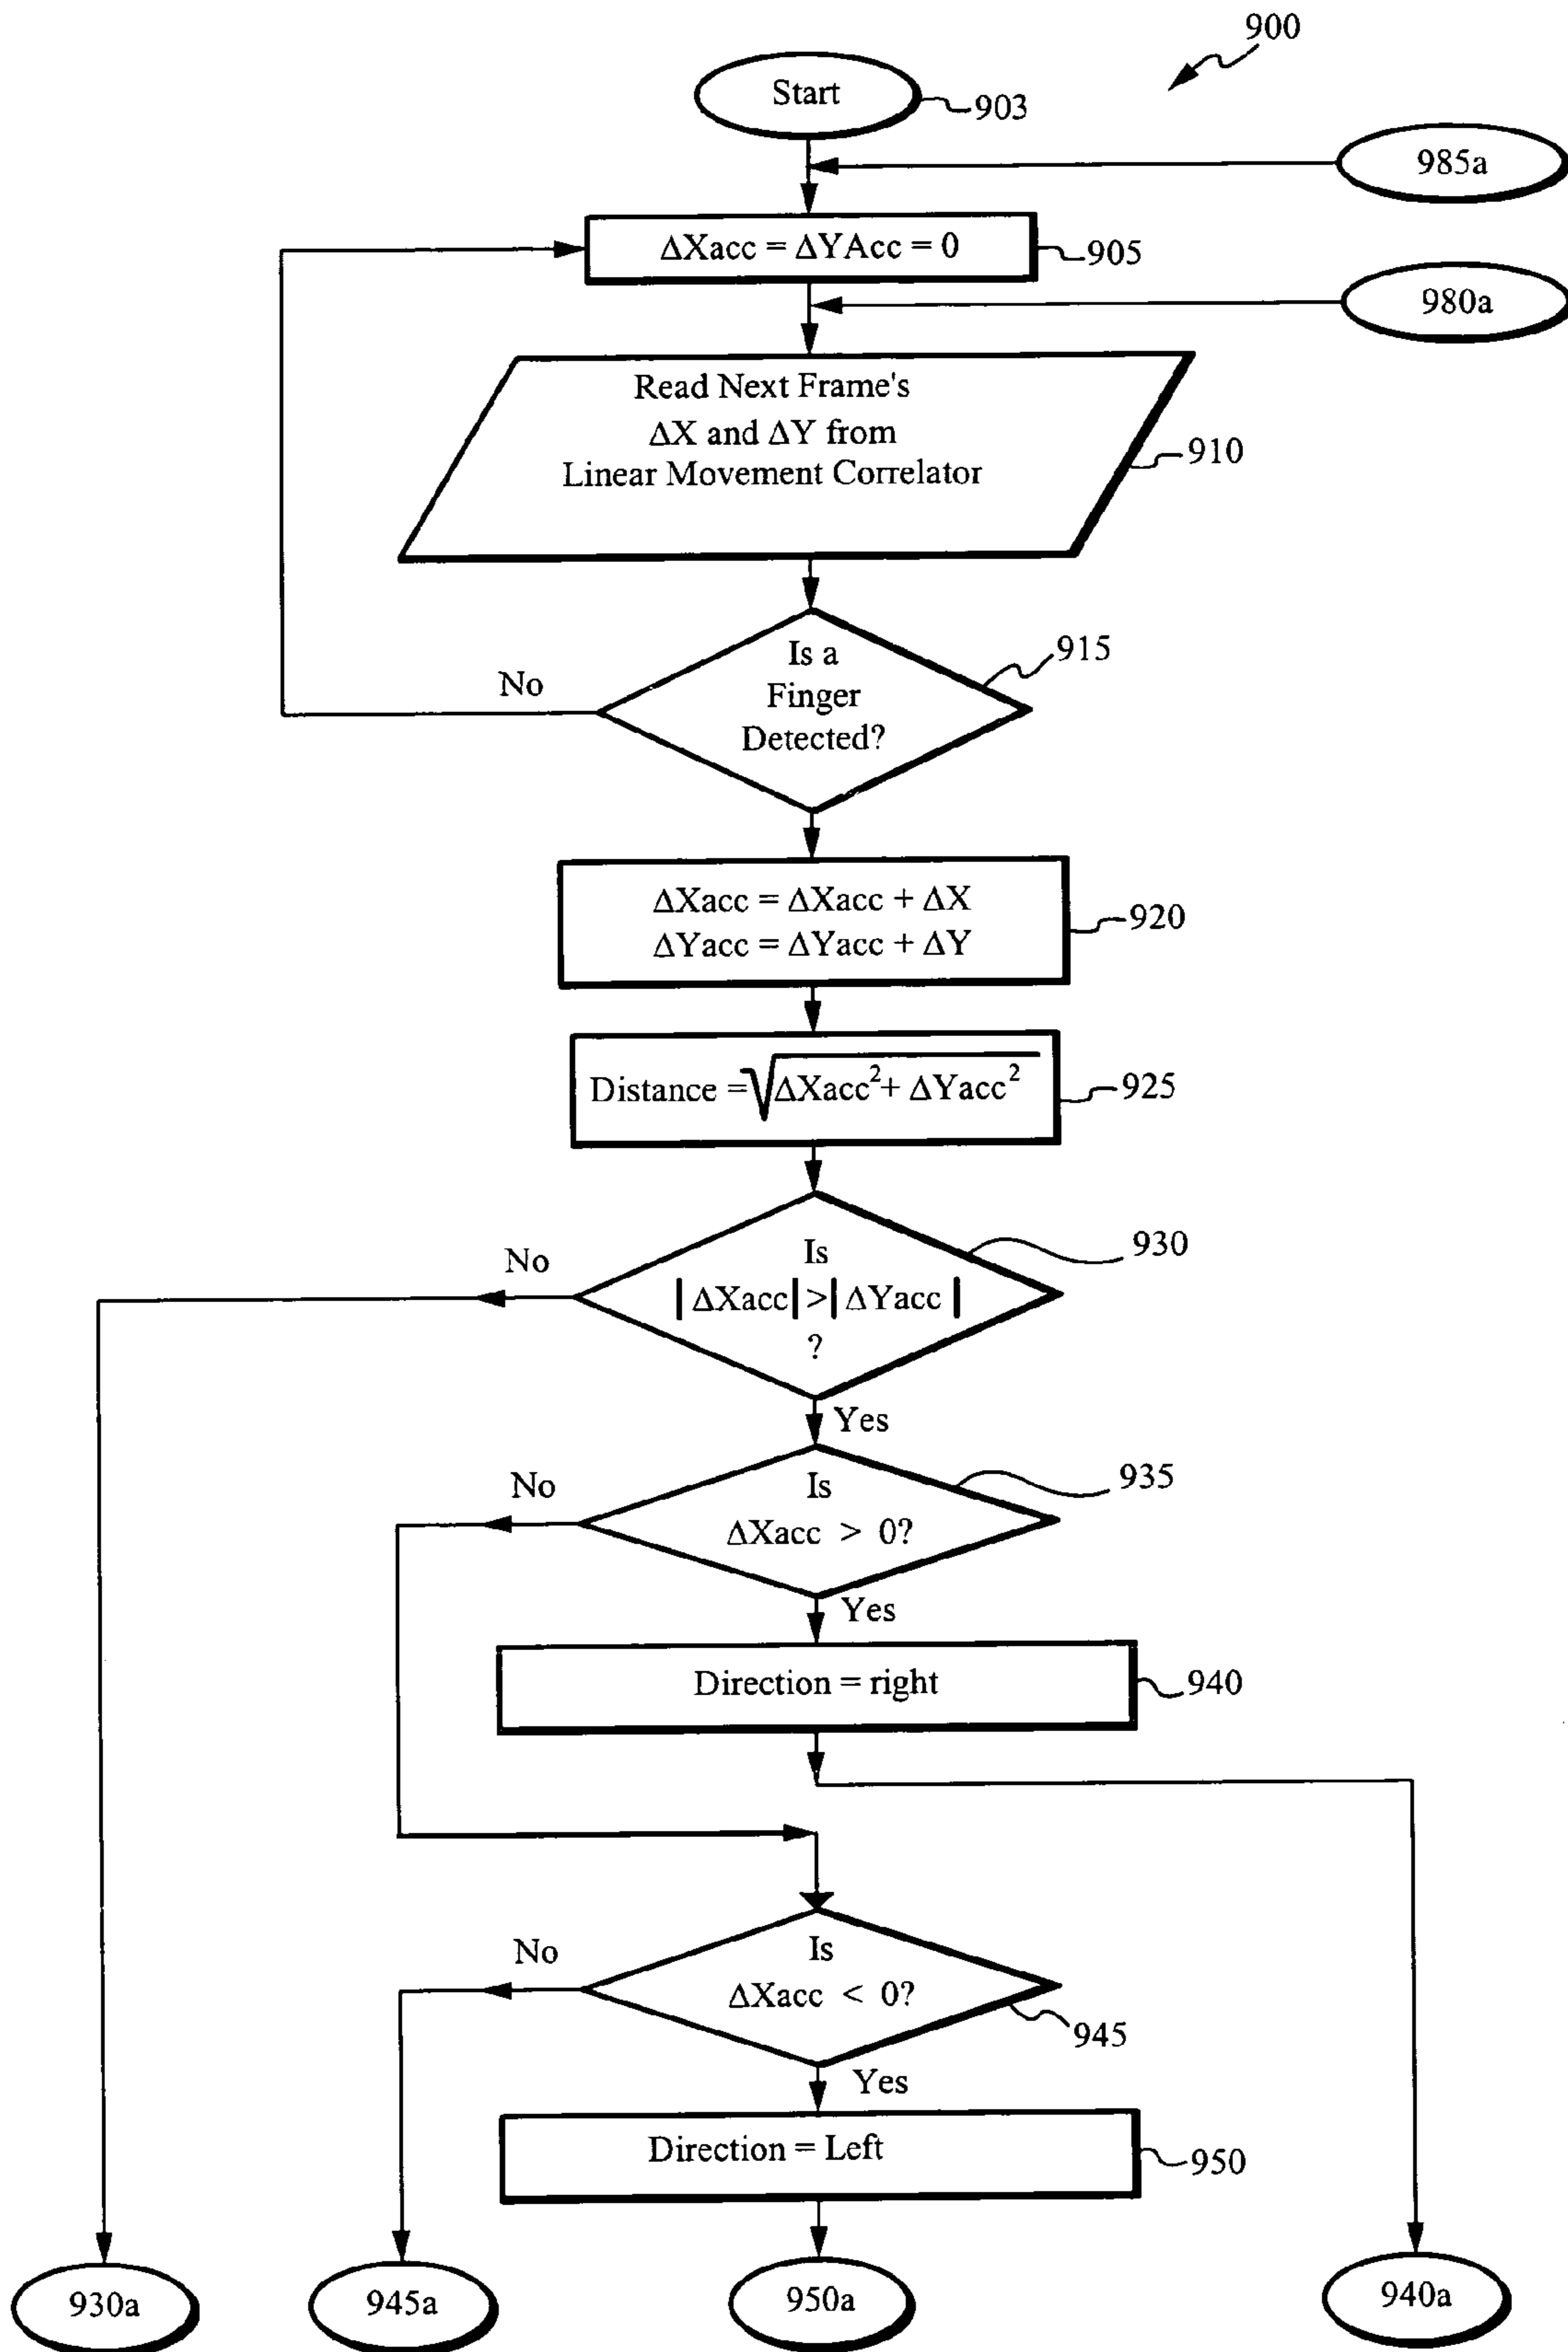 900
Start
903
985a
ΔXacc = ΔYAcc = 0
905
980a
Read Next Frame's
ΔX and ΔY from
Linear Movement Correlator
910
Is a
Finger
Detected?
915
No
ΔXacc = ΔXacc + ΔX
ΔYacc = ΔYacc + ΔY
920
Distance = √ΔXacc²+ ΔYacc²
925
Is
|ΔXacc| >| ΔYacc |
?
930
No
Yes
Is
ΔXacc > 0?
935
No
Yes
Direction = right
940
Is
ΔXacc < 0?
945
No
Yes
Direction = Left
950
930a
945a
950a
940a